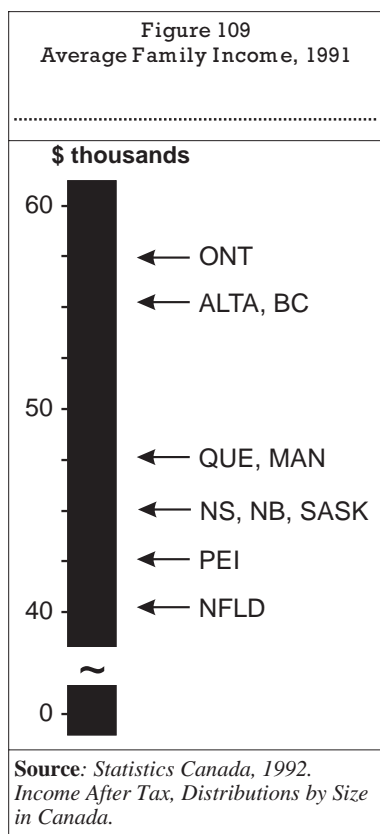 Figure 109
Average Family Income, 1991
$ thousands
60
ONT
ALTA, BC
50
QUE, MAN
NS, NB, SASK
PEI
40
NFLD
~
0
Source: Statistics Canada, 1992.
Income After Tax, Distributions by Size
in Canada.